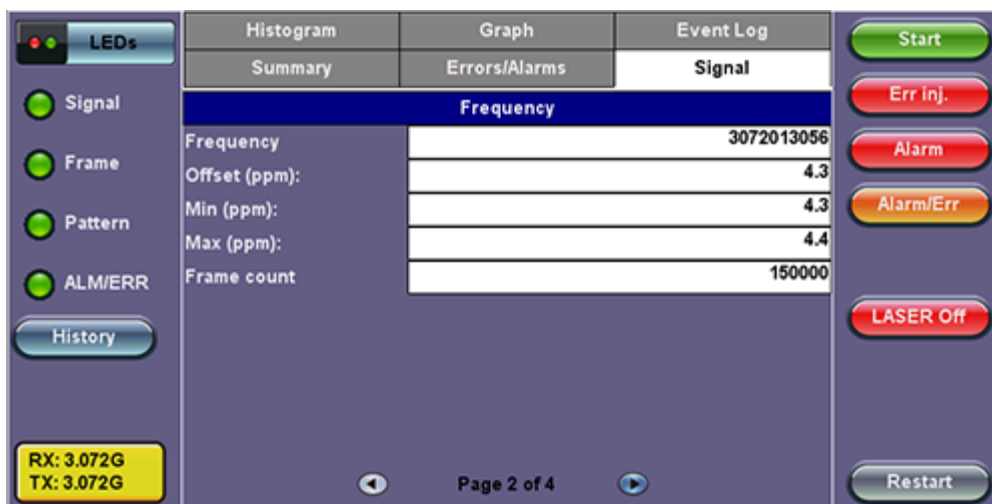 LEDs
Signal
Frame
Pattern
ALM/ERR
History
RX: 3.072G
TX: 3.072G
Histogram Graph Event Log
Summary Errors/Alarms Signal
Frequency
Frequency 3072013056
Offset (ppm): 4.3
Min (ppm): 4.3
Max (ppm): 4.4
Frame count 150000
Page 2 of 4
Start
Err inj.
Alarm
Alarm/Err
LASER Off
Restart